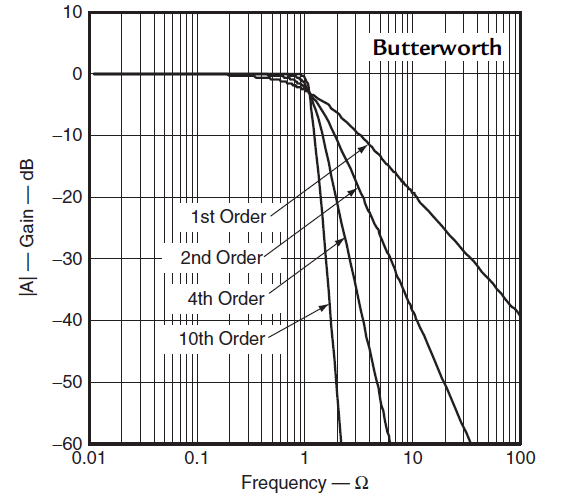 10
Butterworth
0
–10
–20
1st Order
–30
2nd Order
4th Order
–40
10th Order
–50
–60
0.01
0.1
1
10
100
Frequency — Ω
|A| — Gain — dB